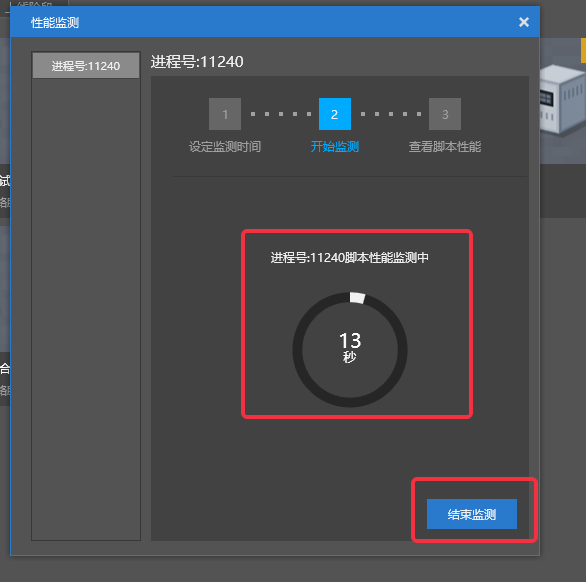 性能监测
进程号:11240
进程号:11240
1
2
3
设定监测时间
开始监测
查看脚本性能
进程号:11240脚本性能监测中
13
秒
结束监测
试
合